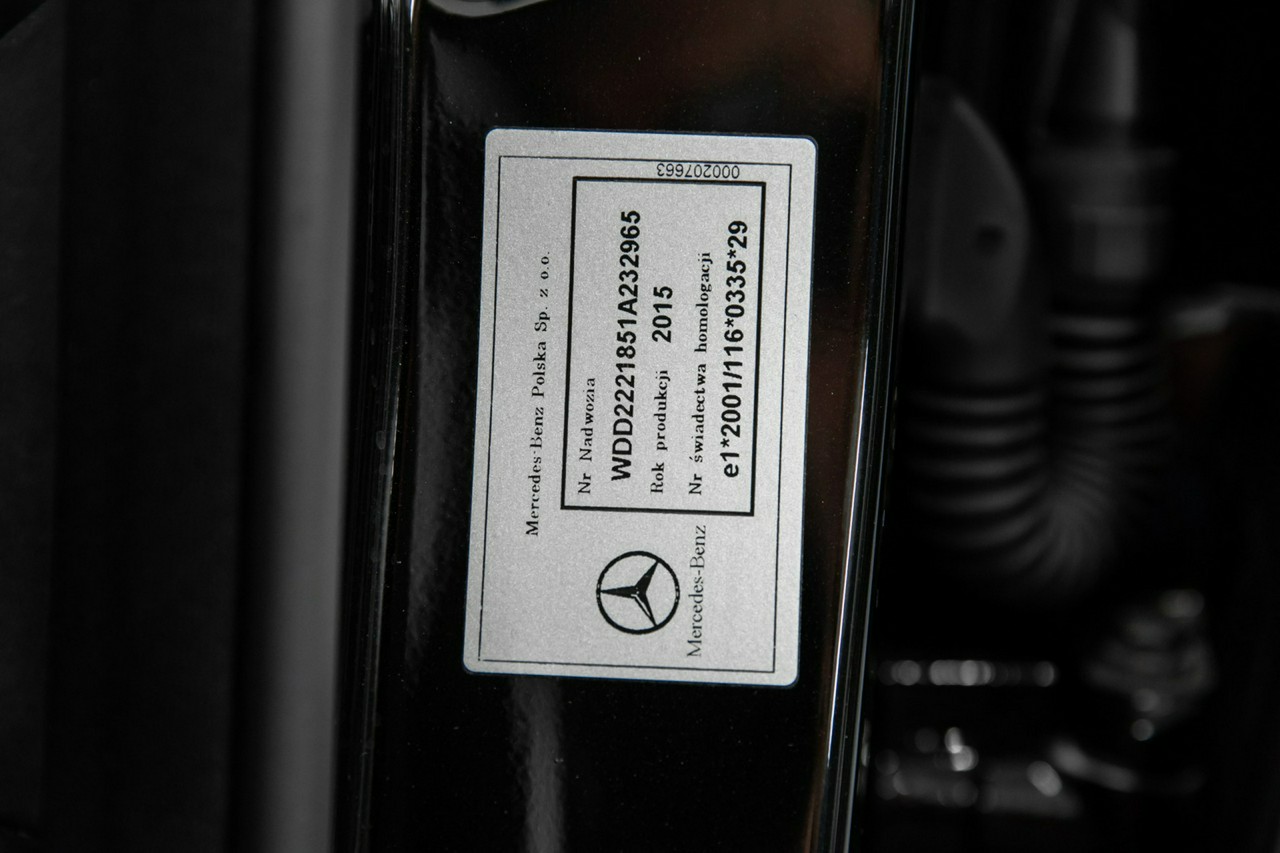 Mercedes-Benz Polska Sp. z o.o.
Nr Nadwozia
WDD2221851A232965
Rok produkcji 2015
Nr świadectwa homologacji
e1*2001/116*0335*29
Mercedes-Benz
000207663